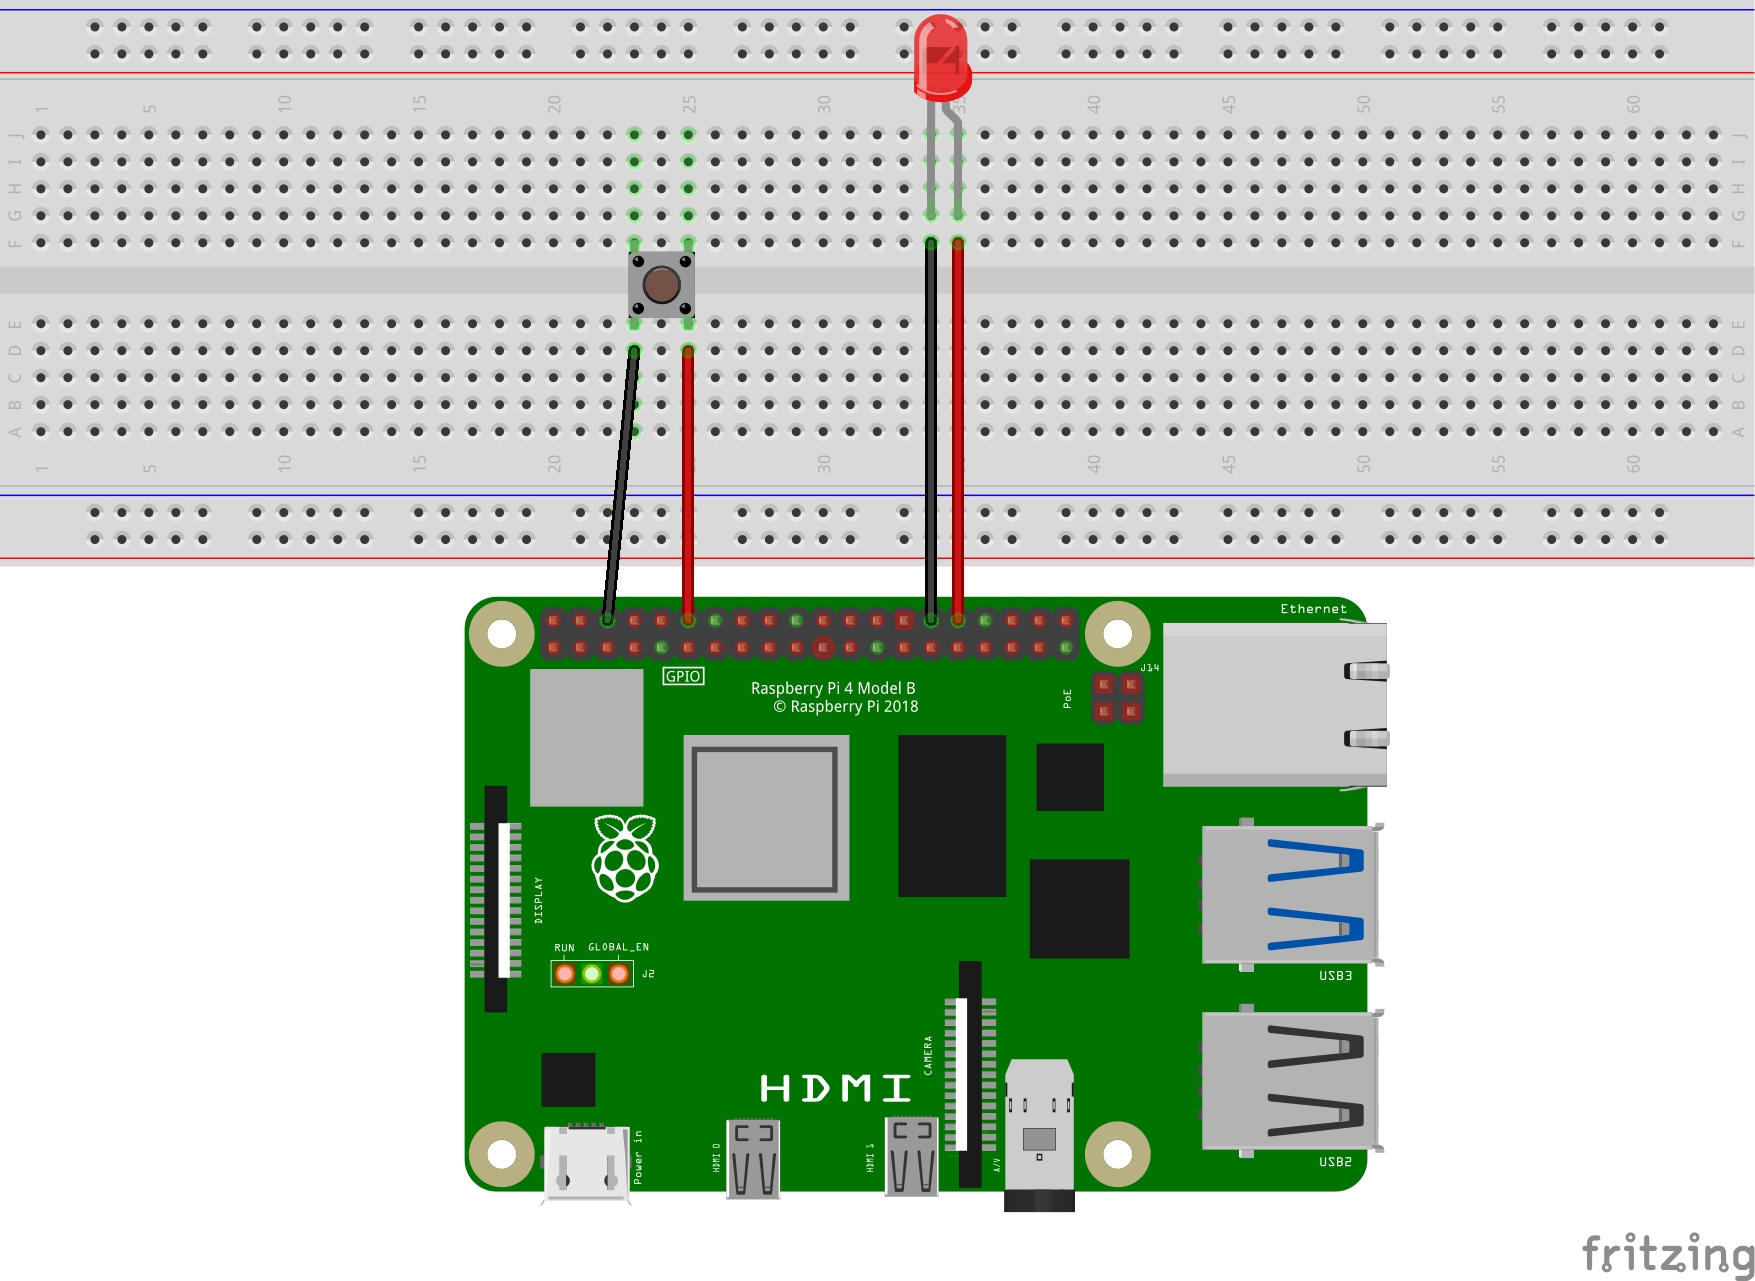 1 5 10 15 20 25 30 35 40 45 50 55 60
J J
I I
H H
G G
F F
E E
D D
C C
B B
A A
1 5 10 15 20 30 40 45 50 55 60
Ethernet
J14
GPIO
PoE
Raspberry Pi 4 Model B
© Raspberry Pi 2018
DISPLAY
RUN GLOBAL_EN
J2
USB3
CAMERA
HDMI
Power in
HDMI 0
HDMI 1
A/V
USB2
fritzing